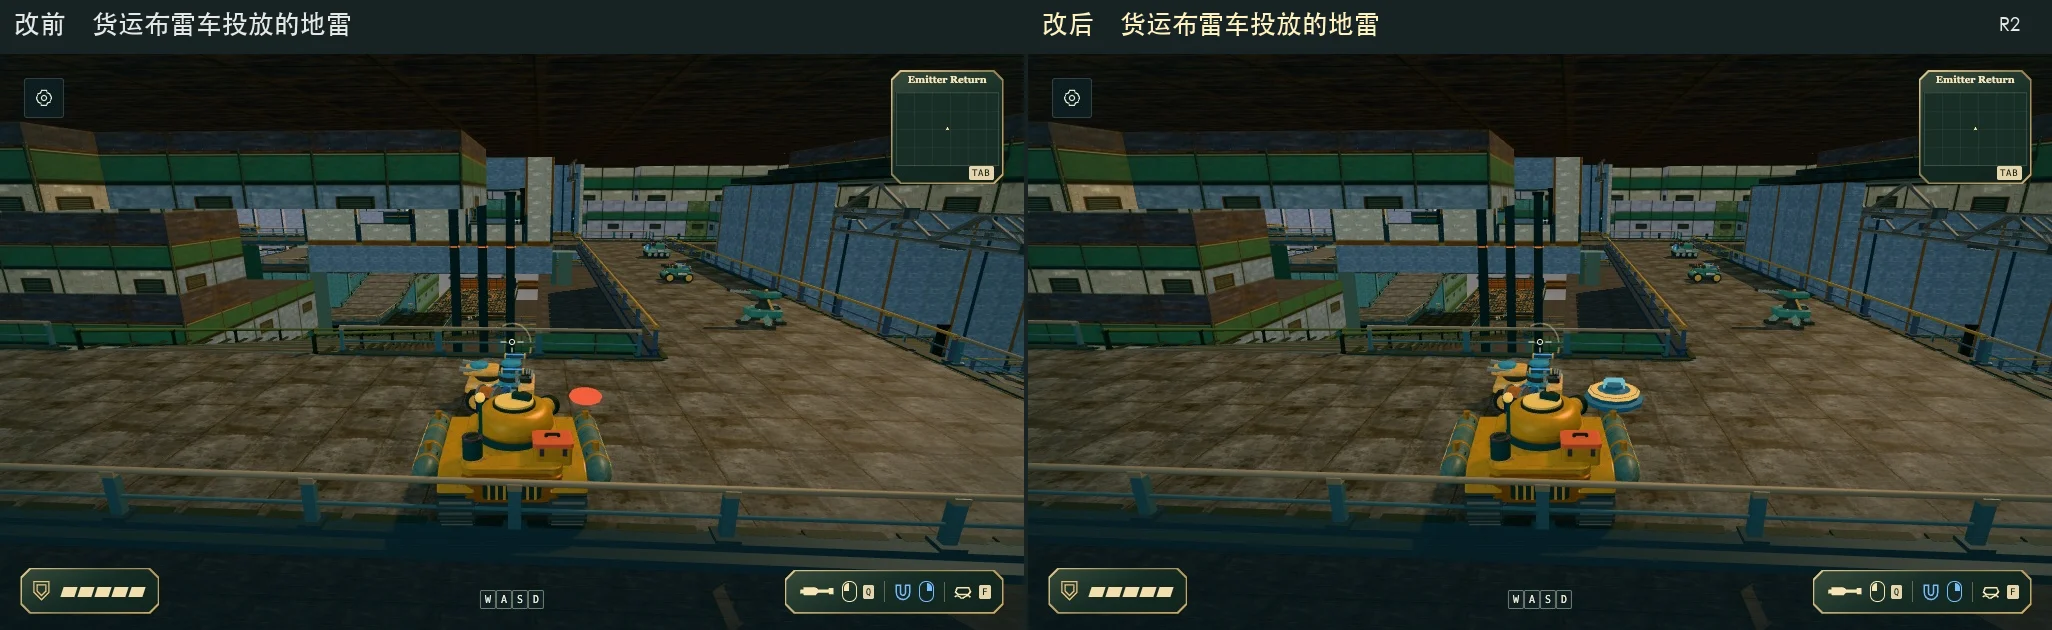 改前 货运布雷车投放的地雷
改后 货运布雷车投放的地雷
R2
Emitter Return
TAB
Q
F
W A S D
Emitter Return
TAB
Q
F
W A S D